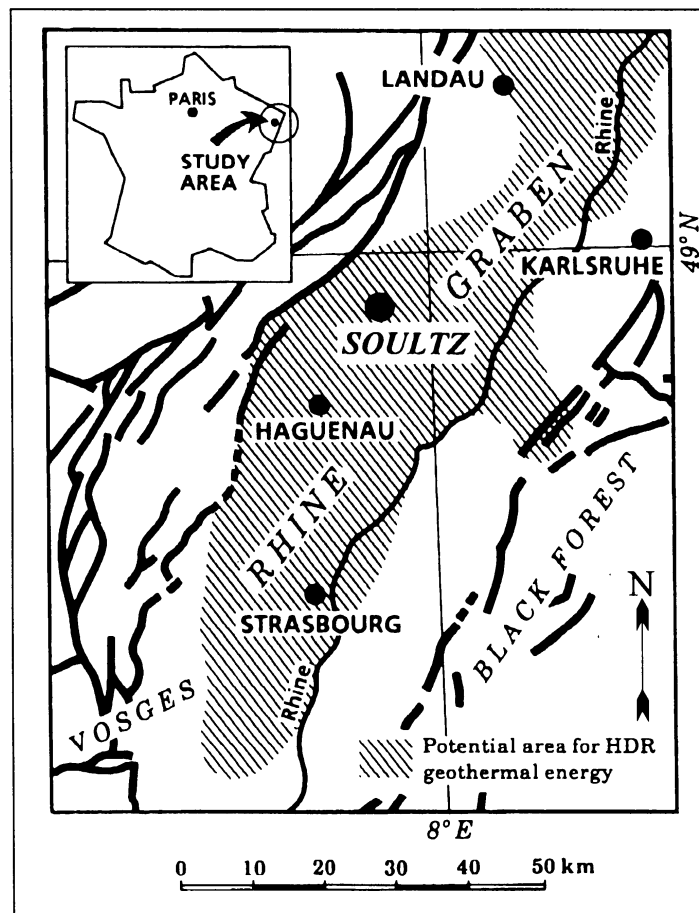 PARIS
STUDY
AREA
LANDAU
Rhine
GRABEN
KARLSRUHE
49° N
SOULTZ
HAGUENAU
RHINE
STRASBOURG
BLACK FOREST
N
VOSGES
Rhine
Potential area for HDR
geothermal energy
8° E
0 10 20 30 40 50 km